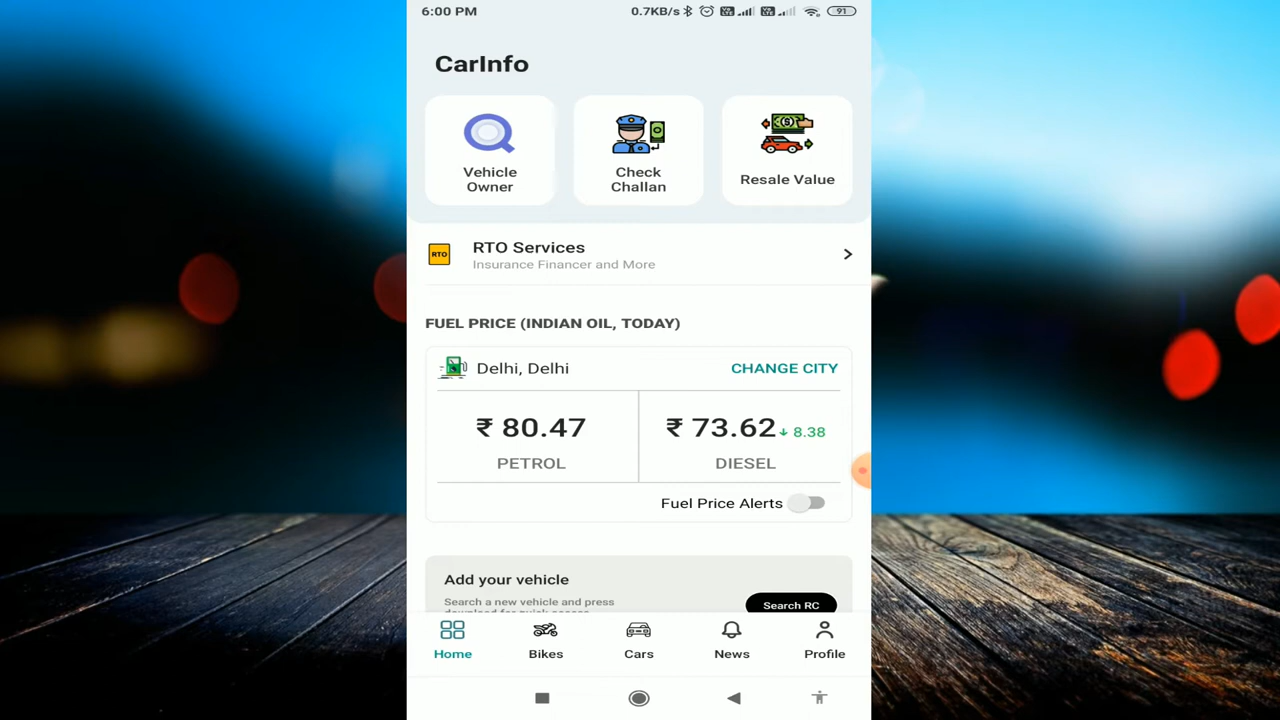 6:00 PM
0.7KB/s
91
CarInfo
Vehicle
Owner
Check
Challan
Resale Value
RTO
RTO Services
Insurance Financer and More
FUEL PRICE (INDIAN OIL, TODAY)
Delhi, Delhi
CHANGE CITY
₹ 80.47
₹ 73.62 ↓ 8.38
PETROL
DIESEL
Fuel Price Alerts
Add your vehicle
Search a new vehicle and press
Search RC
Home
Bikes
Cars
News
Profile